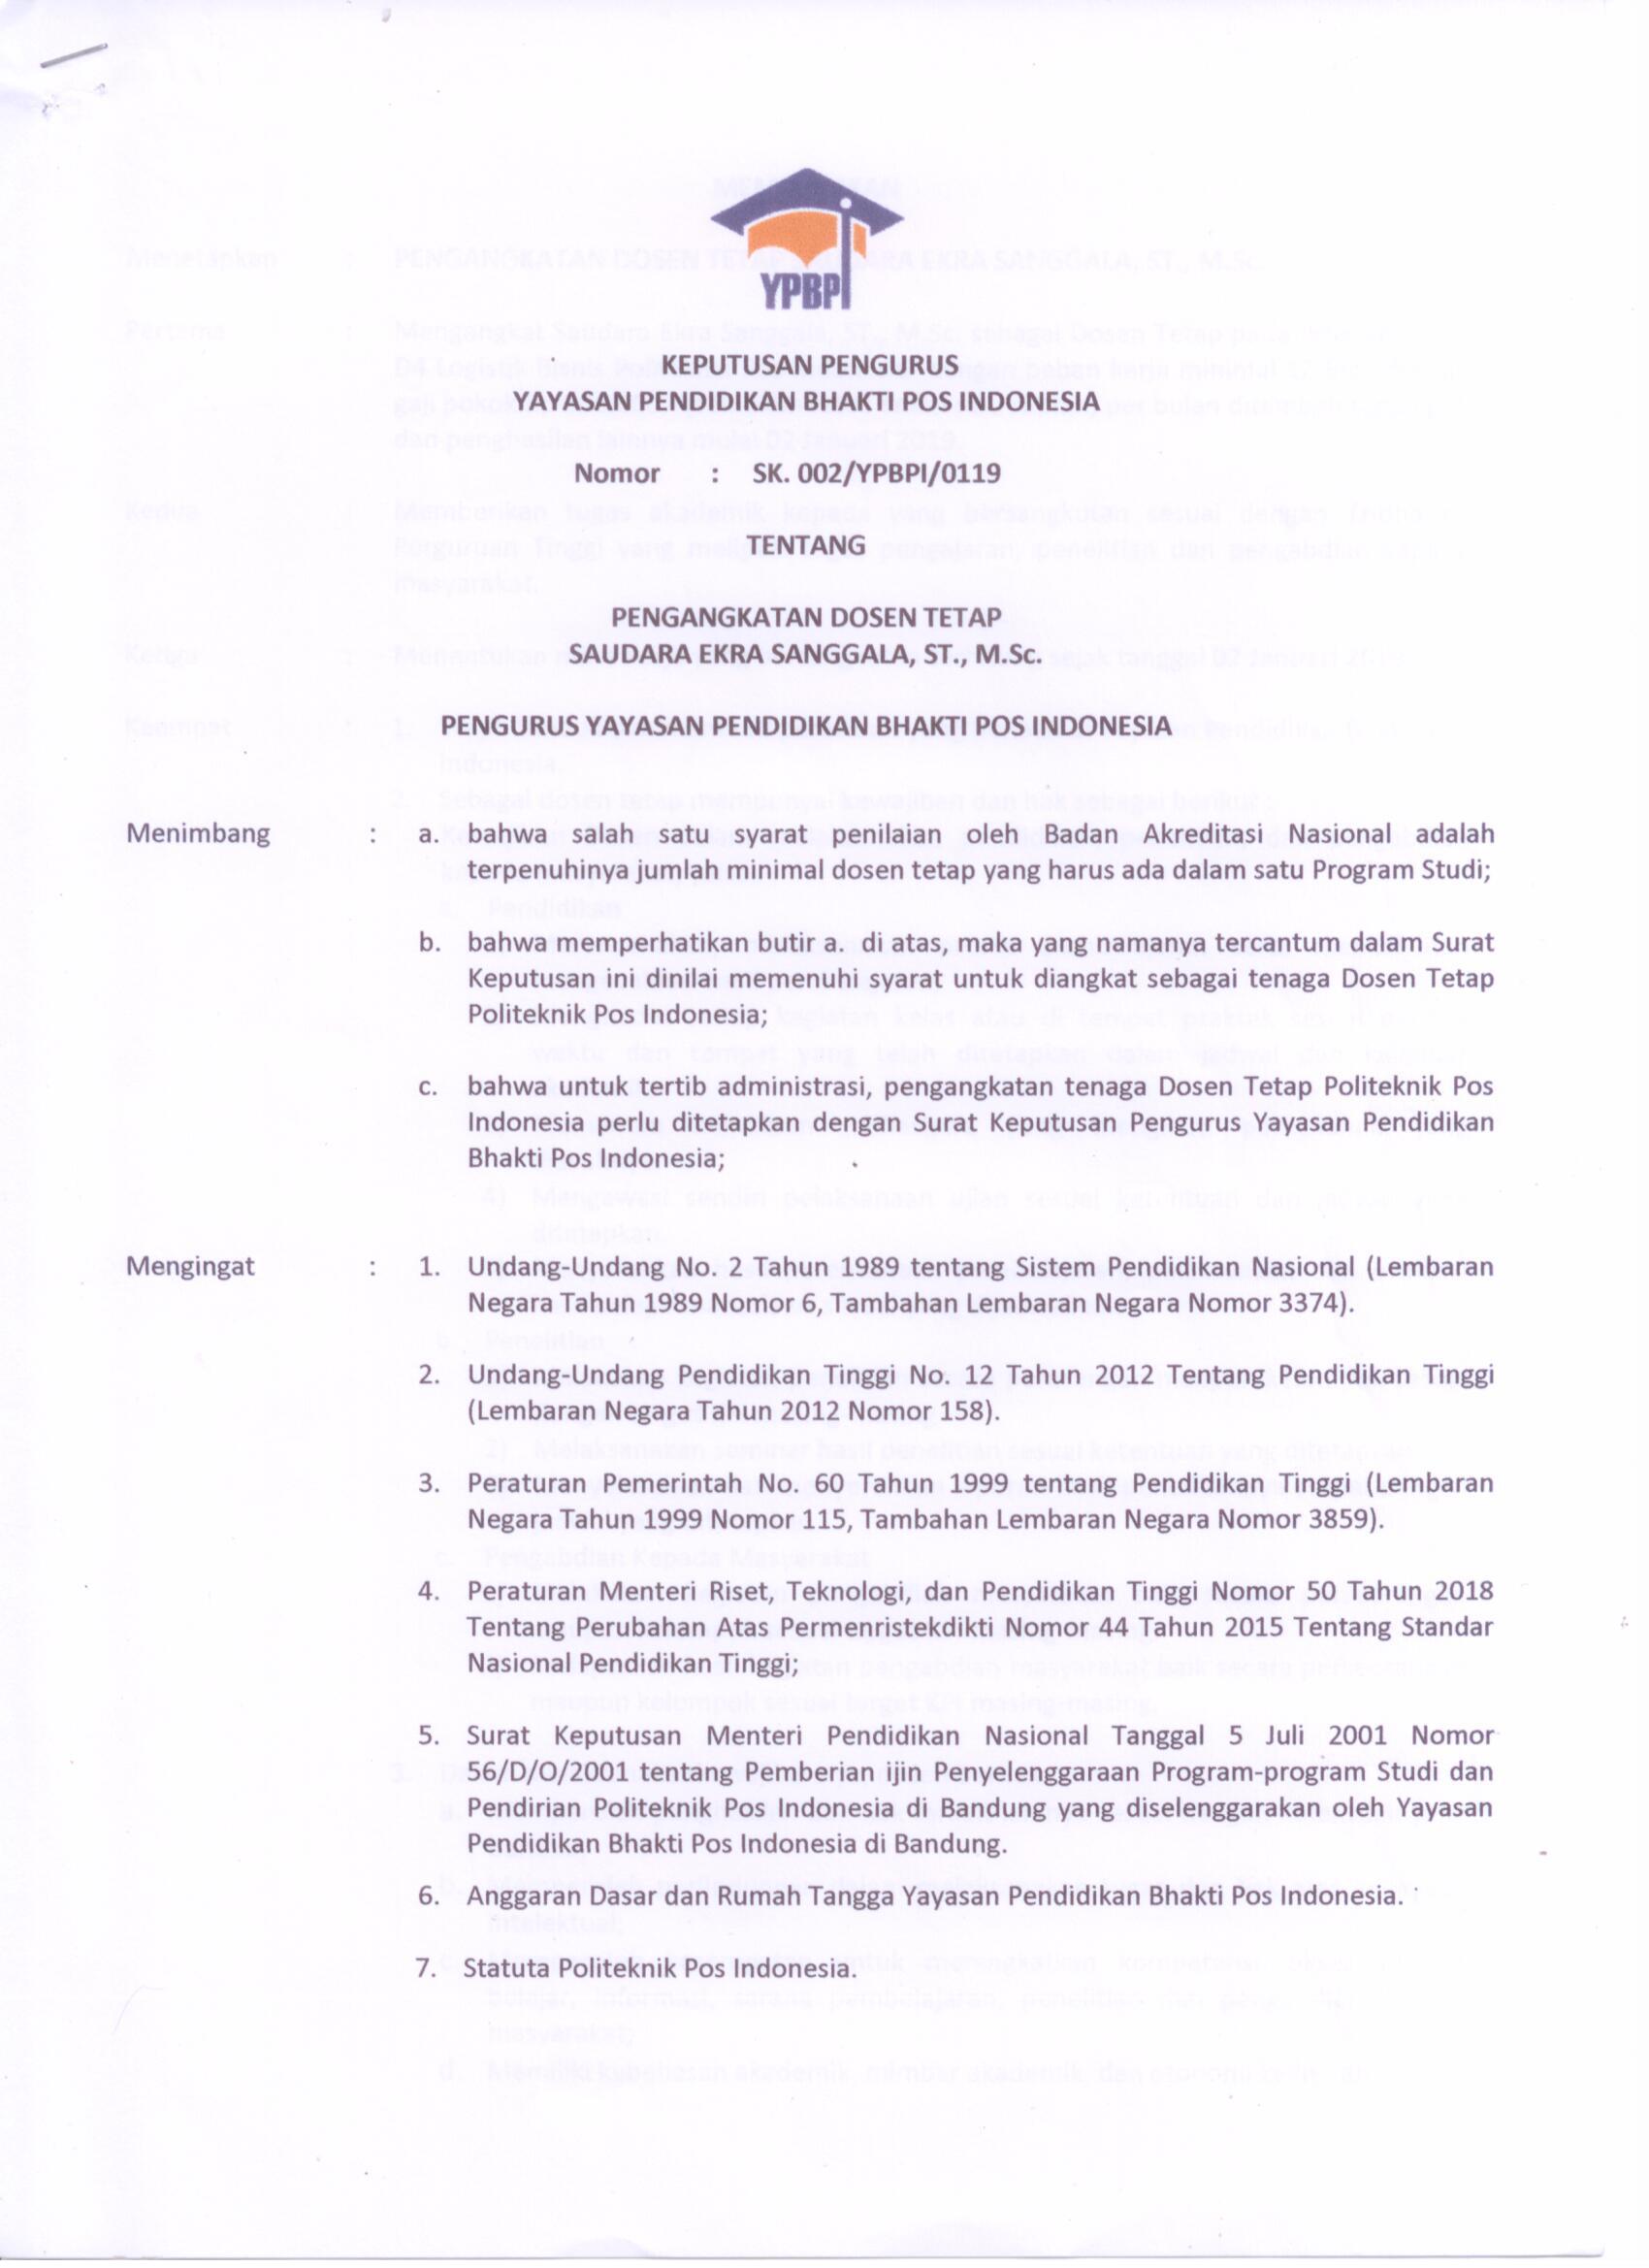 YPBPI
KEPUTUSAN PENGURUS
YAYASAN PENDIDIKAN BHAKTI POS INDONESIA
Nomor : SK. 002/YPBPI/0119
TENTANG
PENGANGKATAN DOSEN TETAP
SAUDARA EKRA SANGGALA, ST., M.Sc.
PENGURUS YAYASAN PENDIDIKAN BHAKTI POS INDONESIA
Menimbang : a. bahwa salah satu syarat penilaian oleh Badan Akreditasi Nasional adalah
terpenuhinya jumlah minimal dosen tetap yang harus ada dalam satu Program Studi;
b. bahwa memperhatikan butir a. di atas, maka yang namanya tercantum dalam Surat
Keputusan ini dinilai memenuhi syarat untuk diangkat sebagai tenaga Dosen Tetap
Politeknik Pos Indonesia;
c. bahwa untuk tertib administrasi, pengangkatan tenaga Dosen Tetap Politeknik Pos
Indonesia perlu ditetapkan dengan Surat Keputusan Pengurus Yayasan Pendidikan
Bhakti Pos Indonesia;
Mengingat : 1. Undang-Undang No. 2 Tahun 1989 tentang Sistem Pendidikan Nasional (Lembaran
Negara Tahun 1989 Nomor 6, Tambahan Lembaran Negara Nomor 3374).
2. Undang-Undang Pendidikan Tinggi No. 12 Tahun 2012 Tentang Pendidikan Tinggi
(Lembaran Negara Tahun 2012 Nomor 158).
3. Peraturan Pemerintah No. 60 Tahun 1999 tentang Pendidikan Tinggi (Lembaran
Negara Tahun 1999 Nomor 115, Tambahan Lembaran Negara Nomor 3859).
4. Peraturan Menteri Riset, Teknologi, dan Pendidikan Tinggi Nomor 50 Tahun 2018
Tentang Perubahan Atas Permenristekdikti Nomor 44 Tahun 2015 Tentang Standar
Nasional Pendidikan Tinggi;
5. Surat Keputusan Menteri Pendidikan Nasional Tanggal 5 Juli 2001 Nomor
56/D/O/2001 tentang Pemberian ijin Penyelenggaraan Program-program Studi dan
Pendirian Politeknik Pos Indonesia di Bandung yang diselenggarakan oleh Yayasan
Pendidikan Bhakti Pos Indonesia di Bandung.
6. Anggaran Dasar dan Rumah Tangga Yayasan Pendidikan Bhakti Pos Indonesia.
7. Statuta Politeknik Pos Indonesia.